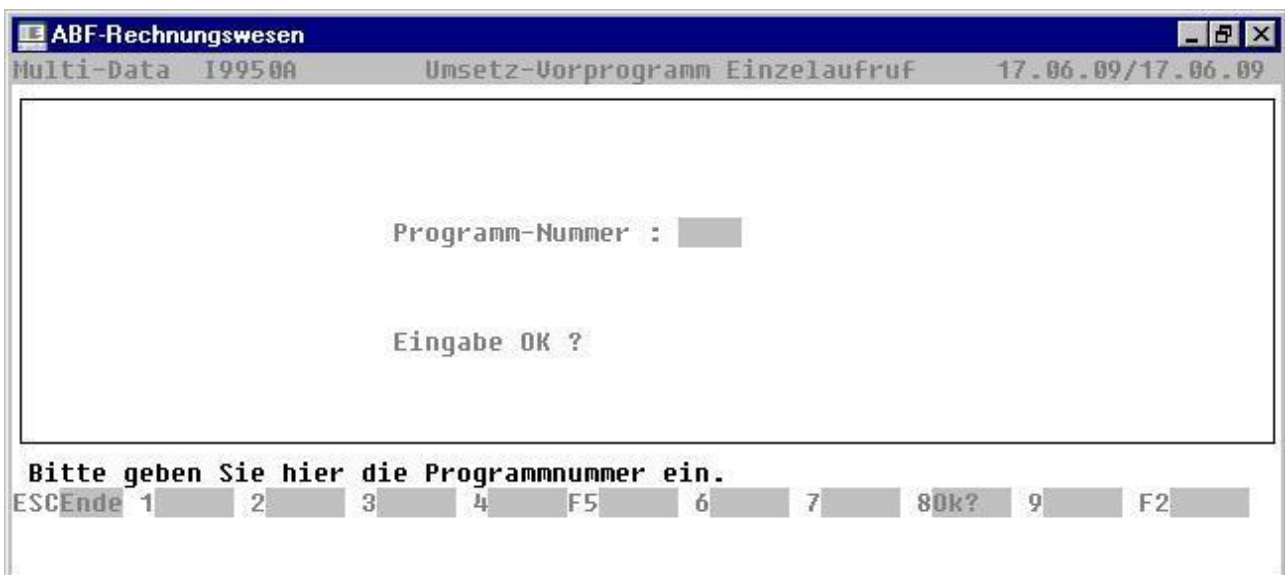 ABF-Rechnungswesen
Multi-Data I9950A Umsetz-Vorprogramm Einzelaufruf 17.06.09/17.06.09
Programm-Nummer :
Eingabe OK ?
Bitte geben Sie hier die Programmnummer ein.
ESCEnde 1 2 3 4 F5 6 7 8Ok? 9 F2